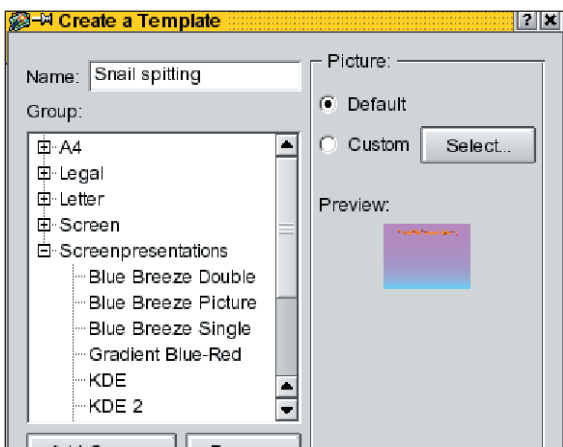 Create a Template
Name: Snail spitting
Group:
A4
Legal
Letter
Screen
Screenpresentations
Blue Breeze Double
Blue Breeze Picture
Blue Breeze Single
Gradient Blue-Red
KDE
KDE 2
Picture:
Default
Custom Select...
Preview: